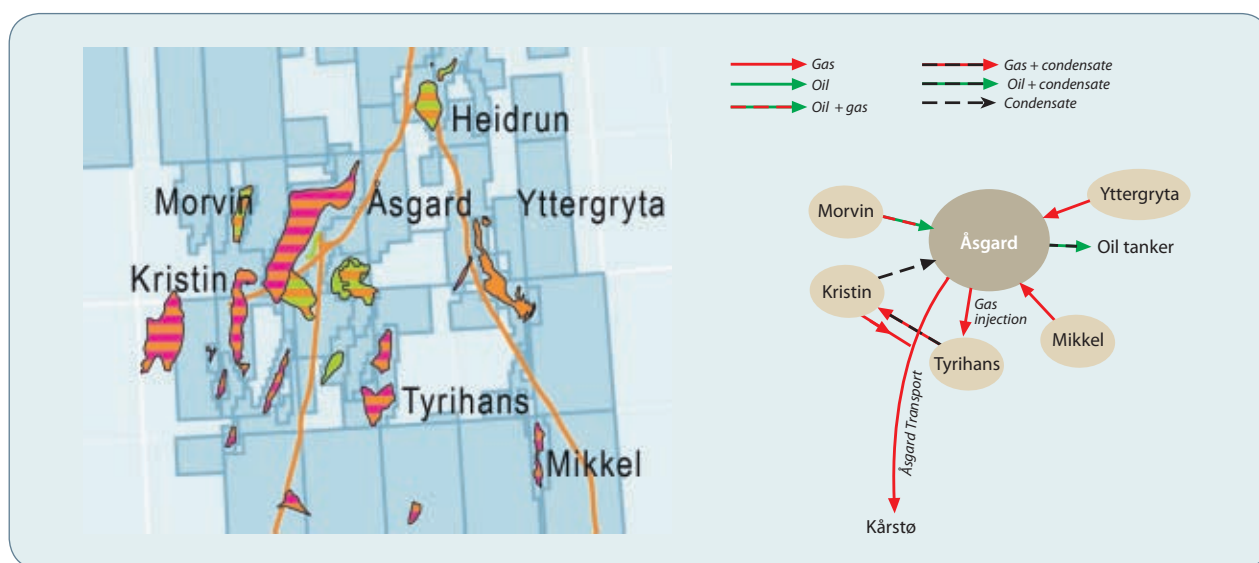 Heidrun
Morvin
Åsgard
Yttergryta
Kristin
Tyrihans
Mikkel
Gas
Oil
Oil + gas
Gas + condensate
Oil + condensate
Condensate
Morvin
Yttergryta
Åsgard
Oil tanker
Kristin
Gas
injection
Mikkel
Tyrihans
Åsgard Transport
Kårstø